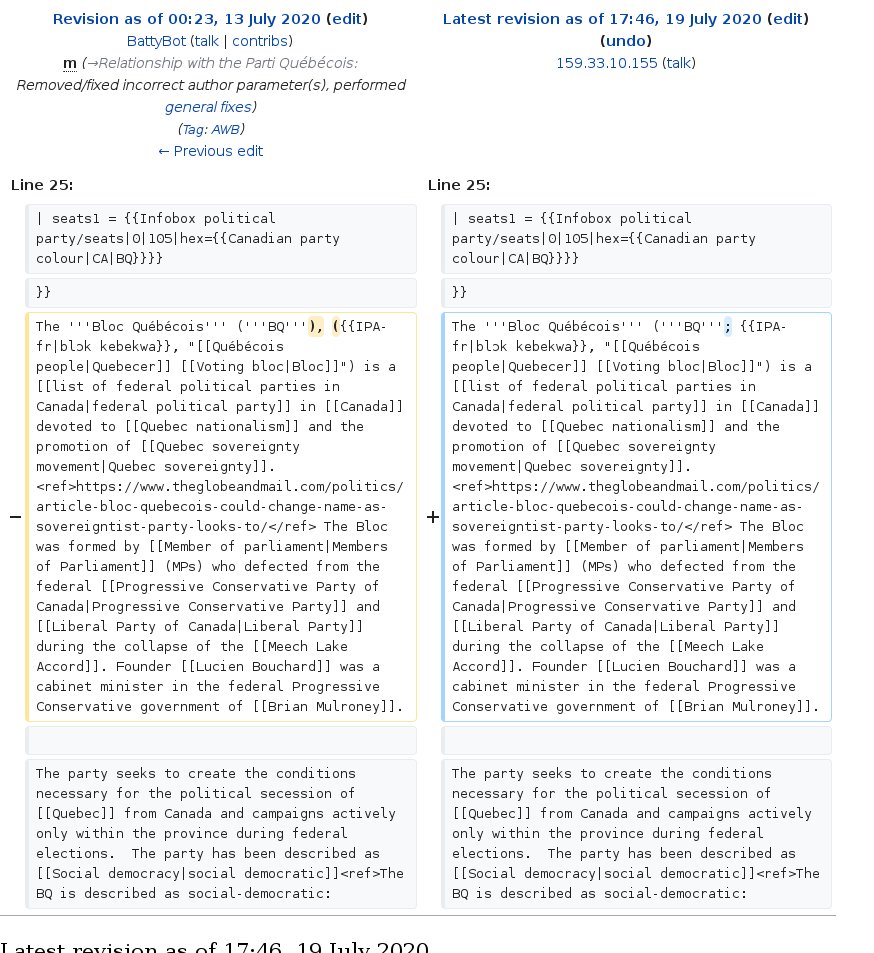 Revision as of 00:23, 13 July 2020 (edit)
BattyBot (talk | contribs)
m (→Relationship with the Parti Québécois:
Removed/fixed incorrect author parameter(s), performed
general fixes)
(Tag: AWB)
← Previous edit
Latest revision as of 17:46, 19 July 2020 (edit)
(undo)
159.33.10.155 (talk)
Line 25:
| seats1 = {{Infobox political
party/seats|0|105|hex={{Canadian party
colour|CA|BQ}}}}
}}
− The '''Bloc Québécois''' ('''BQ'''), ({{IPA-
fr|blɔk kebekwa}}, "[[Québécois
people|Quebecer]] [[Voting bloc|Bloc]]") is a
[[list of federal political parties in
Canada|federal political party]] in [[Canada]]
devoted to [[Quebec nationalism]] and the
promotion of [[Quebec sovereignty
movement|Quebec sovereignty]].
<ref>https://www.theglobeandmail.com/politics/
article-bloc-quebecois-could-change-name-as-
sovereigntist-party-looks-to/</ref> The Bloc
was formed by [[Member of parliament|Members
of Parliament]] (MPs) who defected from the
federal [[Progressive Conservative Party of
Canada|Progressive Conservative Party]] and
[[Liberal Party of Canada|Liberal Party]]
during the collapse of the [[Meech Lake
Accord]]. Founder [[Lucien Bouchard]] was a
cabinet minister in the federal Progressive
Conservative government of [[Brian Mulroney]].
The party seeks to create the conditions
necessary for the political secession of
[[Quebec]] from Canada and campaigns actively
only within the province during federal
elections.  The party has been described as
[[Social democracy|social democratic]]<ref>The
BQ is described as social-democratic:
Line 25:
| seats1 = {{Infobox political
party/seats|0|105|hex={{Canadian party
colour|CA|BQ}}}}
}}
+ The '''Bloc Québécois''' ('''BQ'''; {{IPA-
fr|blɔk kebekwa}}, "[[Québécois
people|Quebecer]] [[Voting bloc|Bloc]]") is a
[[list of federal political parties in
Canada|federal political party]] in [[Canada]]
devoted to [[Quebec nationalism]] and the
promotion of [[Quebec sovereignty
movement|Quebec sovereignty]].
<ref>https://www.theglobeandmail.com/politics/
article-bloc-quebecois-could-change-name-as-
sovereigntist-party-looks-to/</ref> The Bloc
was formed by [[Member of parliament|Members
of Parliament]] (MPs) who defected from the
federal [[Progressive Conservative Party of
Canada|Progressive Conservative Party]] and
[[Liberal Party of Canada|Liberal Party]]
during the collapse of the [[Meech Lake
Accord]]. Founder [[Lucien Bouchard]] was a
cabinet minister in the federal Progressive
Conservative government of [[Brian Mulroney]].
The party seeks to create the conditions
necessary for the political secession of
[[Quebec]] from Canada and campaigns actively
only within the province during federal
elections.  The party has been described as
[[Social democracy|social democratic]]<ref>The
BQ is described as social-democratic:
Latest revision as of 17:46, 19 July 2020